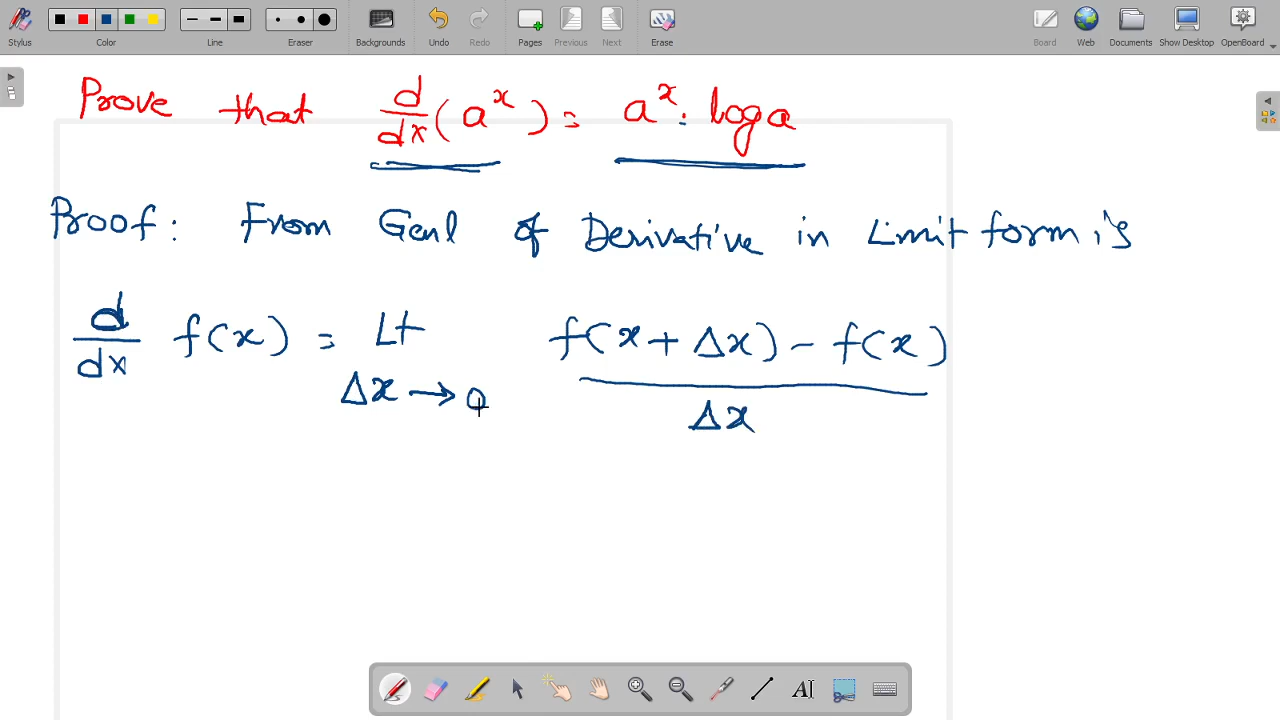 Stylus Color Line Eraser Backgrounds Undo Redo Pages Previous Next Erase Board Web Documents Show Desktop OpenBoard
Prove that d/dx (a^x) = a^x . log a
Proof : From Genl of Derivative in Limit form is
d/dx f(x) = Lt Δx → 0 f(x + Δx) - f(x) / Δx
AI